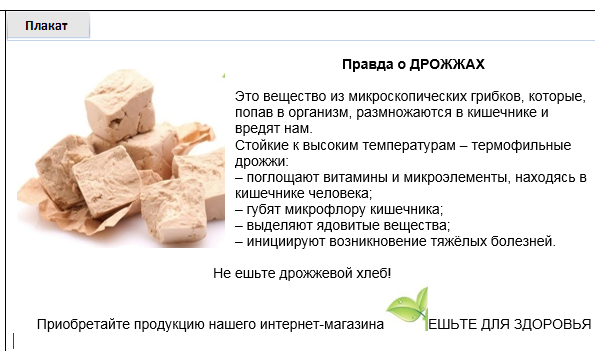 Плакат
Правда о ДРОЖЖАХ
Это вещество из микроскопических грибков, которые,
попав в организм, размножаются в кишечнике и
вредят нам.
Стойкие к высоким температурам – термофильные
дрожжи:
– поглощают витамины и микроэлементы, находясь в
кишечнике человека;
– губят микрофлору кишечника;
– выделяют ядовитые вещества;
– инициируют возникновение тяжёлых болезней.
Не ешьте дрожжевой хлеб!
Приобретайте продукцию нашего интернет-магазина ЕШЬТЕ ДЛЯ ЗДОРОВЬЯ